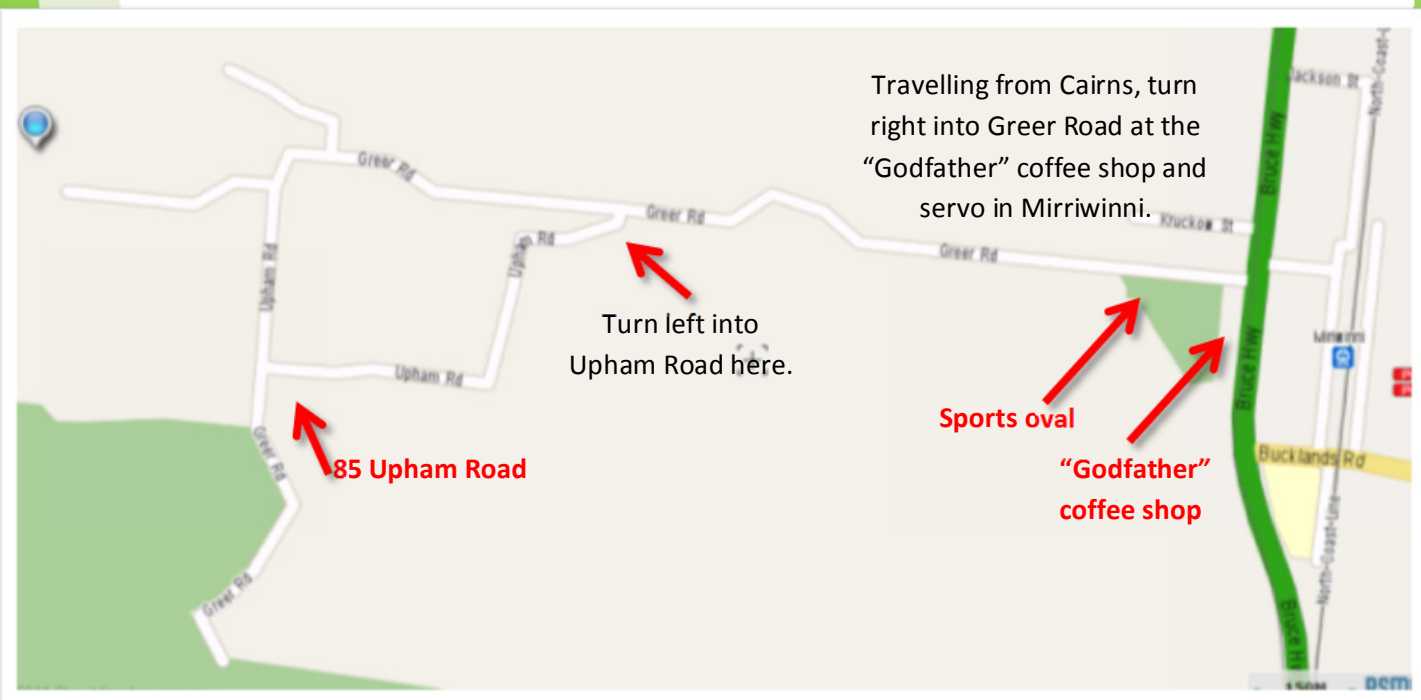 Travelling from Cairns, turn
right into Greer Road at the
“Godfather” coffee shop and
servo in Mirriwinni.
Jackson St
North-Coast-L
Bruce Hwy
Greer Rd
Greer Rd
Kruckow St
Upham Rd
Greer Rd
Upham Rd
Turn left into
Upham Road here.
Bruce Hwy
Upham Rd
Sports oval
Greer Rd
85 Upham Road
“Godfather”
coffee shop
Bucklands Rd
North-Coast-Line
Greer Rd
Bruce H
150M